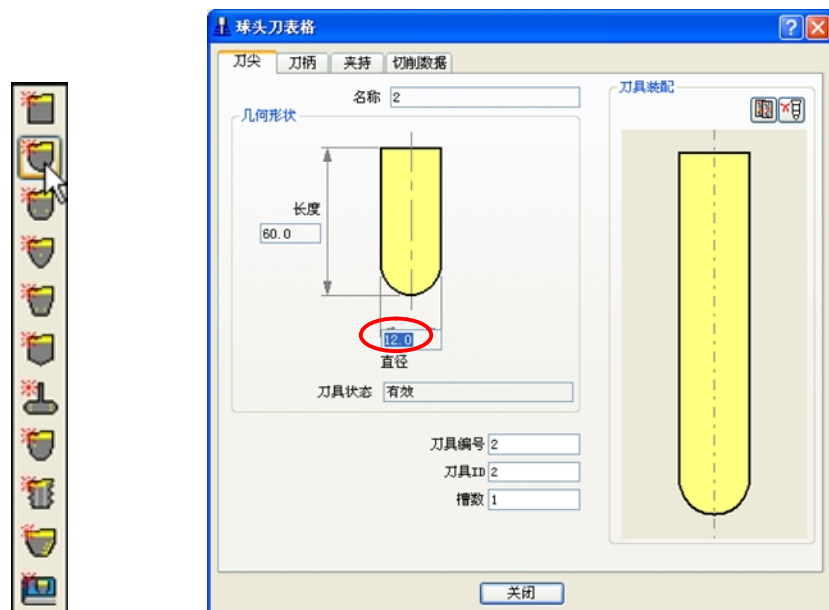 球头刀表格
刀尖 刀柄 夹持 切削数据
名称 2
几何形状
长度
60.0
12.0
直径
刀具状态 有效
刀具编号 2
刀具ID 2
槽数 1
刀具装配
关闭